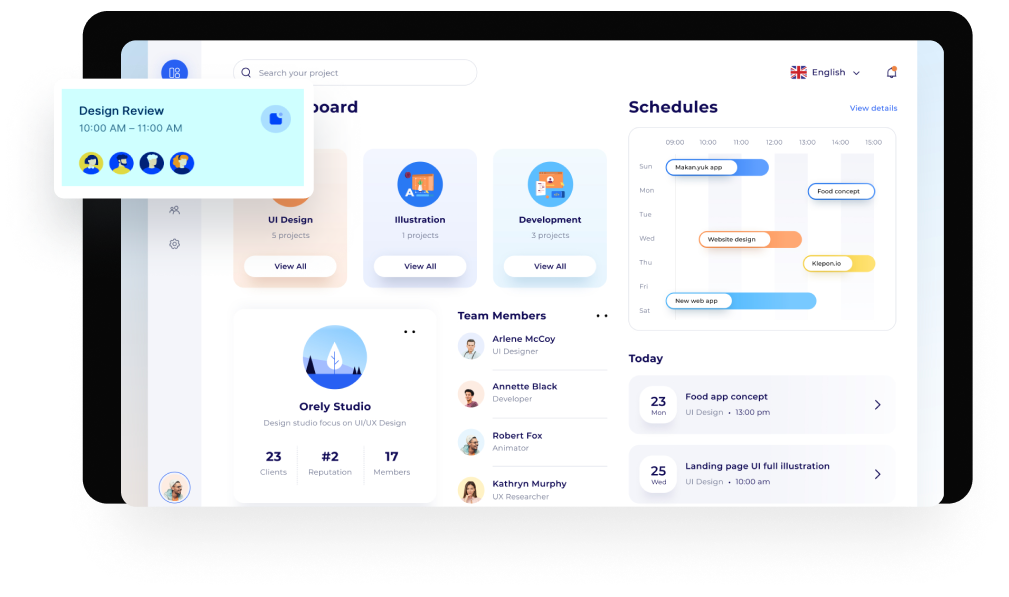 Search your project
English
Design Review
10:00 AM – 11:00 AM
board
UI Design
5 projects
View All
Illustration
1 projects
View All
Development
3 projects
View All
Schedules
View details
09:00 10:00 11:00 12:00 13:00 14:00 15:00
Sun
Makan.yuk app
Mon
Food concept
Tue
Wed
Website design
Thu
Klepon.io
Fri
New web app
Sat
Orely Studio
Design studio focus on UI/UX Design
23 #2 17
Clients Reputation Members
Team Members
Arlene McCoy
UI Designer
Annette Black
Developer
Robert Fox
Animator
Kathryn Murphy
UX Researcher
Today
23
Mon
Food app concept
UI Design • 13:00 pm
25
Wed
Landing page UI full illustration
UI Design • 10:00 am
A